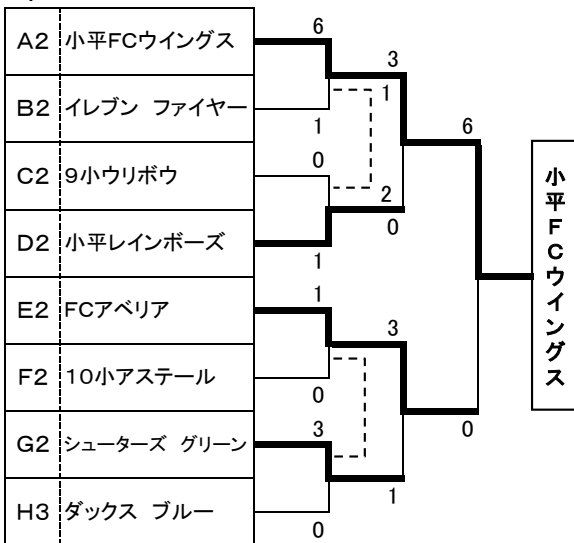 A2 小平FCウイングス
B2 イレブン ファイヤー
C2 9小ウリボウ
D2 小平レインボーズ
E2 FCアベリア
F2 10小アステール
G2 シューターズ グリーン
H3 ダックス ブルー
6
1
0
1
1
0
3
0
3
1
2
0
3
1
6
0
小平FCウイングス